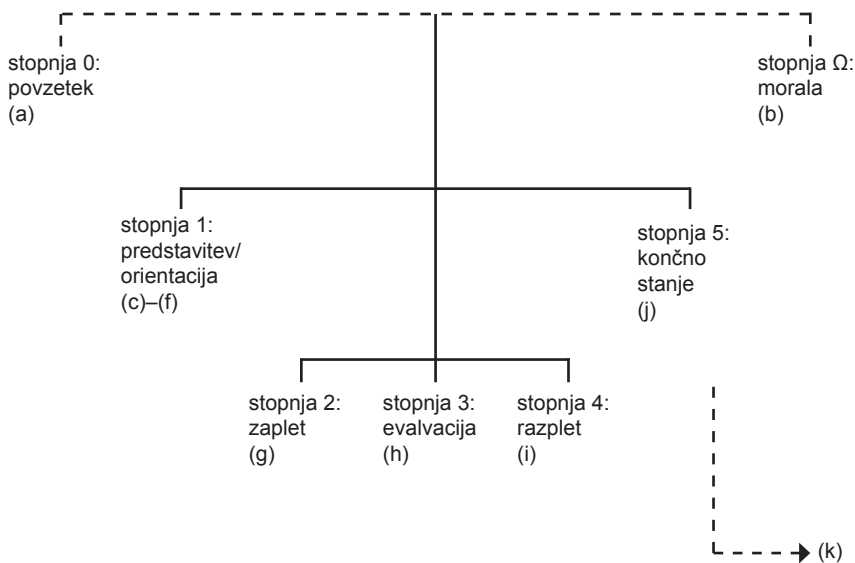 stopnja 0:
povzetek
(a)
stopnja Ω:
morala
(b)
stopnja 1:
predstavitev/
orientacija
(c)–(f)
stopnja 5:
končno
stanje
(j)
stopnja 2:
zaplet
(g)
stopnja 3:
evalvacija
(h)
stopnja 4:
razplet
(i)
(k)